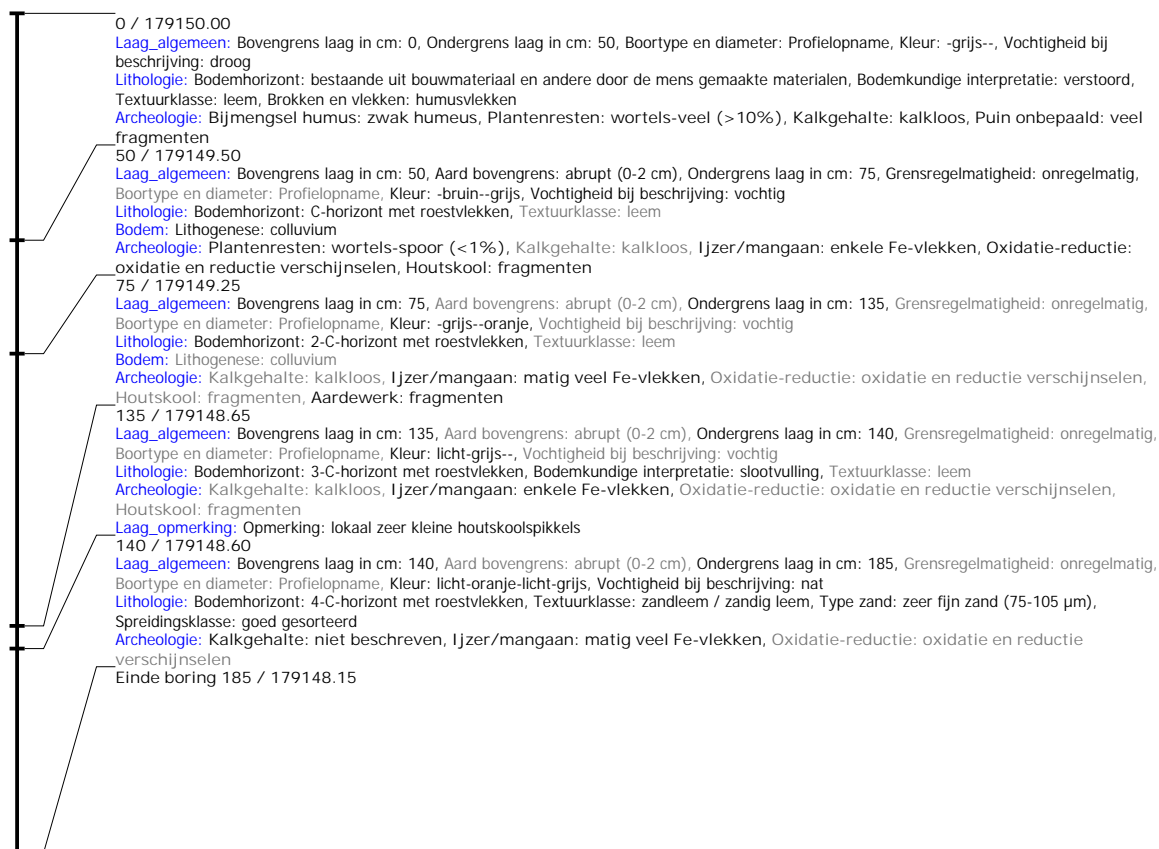 0 / 179150.00
Laag_algemeen: Bovengrens laag in cm: 0, Ondergrens laag in cm: 50, Boortype en diameter: Profielopname, Kleur: -grijs--, Vochtigheid bij
beschrijving: droog
Lithologie: Bodemhorizont: bestaande uit bouwmateriaal en andere door de mens gemaakte materialen, Bodemkundige interpretatie: verstoord,
Textuurklasse: leem, Brokken en vlekken: humusvlekken
Archeologie: Bijmengsel humus: zwak humeus, Plantenresten: wortels-veel (>10%), Kalkgehalte: kalkloos, Puin onbepaald: veel
fragmenten
50 / 179149.50
Laag_algemeen: Bovengrens laag in cm: 50, Aard bovengrens: abrupt (0-2 cm), Ondergrens laag in cm: 75, Grensregelmatigheid: onregelmatig,
Boortype en diameter: Profielopname, Kleur: -bruin--grijs, Vochtigheid bij beschrijving: vochtig
Lithologie: Bodemhorizont: C-horizont met roestvlekken, Textuurklasse: leem
Bodem: Lithogenese: colluvium
Archeologie: Plantenresten: wortels-spoor (<1%), Kalkgehalte: kalkloos, Ijzer/mangaan: enkele Fe-vlekken, Oxidatie-reductie:
oxidatie en reductie verschijnselen, Houtskool: fragmenten
75 / 179149.25
Laag_algemeen: Bovengrens laag in cm: 75, Aard bovengrens: abrupt (0-2 cm), Ondergrens laag in cm: 135, Grensregelmatigheid: onregelmatig,
Boortype en diameter: Profielopname, Kleur: -grijs--oranje, Vochtigheid bij beschrijving: vochtig
Lithologie: Bodemhorizont: 2-C-horizont met roestvlekken, Textuurklasse: leem
Bodem: Lithogenese: colluvium
Archeologie: Kalkgehalte: kalkloos, Ijzer/mangaan: matig veel Fe-vlekken, Oxidatie-reductie: oxidatie en reductie verschijnselen,
Houtskool: fragmenten, Aardewerk: fragmenten
135 / 179148.65
Laag_algemeen: Bovengrens laag in cm: 135, Aard bovengrens: abrupt (0-2 cm), Ondergrens laag in cm: 140, Grensregelmatigheid: onregelmatig,
Boortype en diameter: Profielopname, Kleur: licht-grijs--, Vochtigheid bij beschrijving: vochtig
Lithologie: Bodemhorizont: 3-C-horizont met roestvlekken, Bodemkundige interpretatie: slootvulling, Textuurklasse: leem
Archeologie: Kalkgehalte: kalkloos, Ijzer/mangaan: enkele Fe-vlekken, Oxidatie-reductie: oxidatie en reductie verschijnselen,
Houtskool: fragmenten
Laag_opmerking: Opmerking: lokaal zeer kleine houtskoolspikkels
140 / 179148.60
Laag_algemeen: Bovengrens laag in cm: 140, Aard bovengrens: abrupt (0-2 cm), Ondergrens laag in cm: 185, Grensregelmatigheid: onregelmatig,
Boortype en diameter: Profielopname, Kleur: licht-oranje-licht-grijs, Vochtigheid bij beschrijving: nat
Lithologie: Bodemhorizont: 4-C-horizont met roestvlekken, Textuurklasse: zandleem / zandig leem, Type zand: zeer fijn zand (75-105 µm),
Spreidingsklasse: goed gesorteerd
Archeologie: Kalkgehalte: niet beschreven, Ijzer/mangaan: matig veel Fe-vlekken, Oxidatie-reductie: oxidatie en reductie
verschijnselen
Einde boring 185 / 179148.15